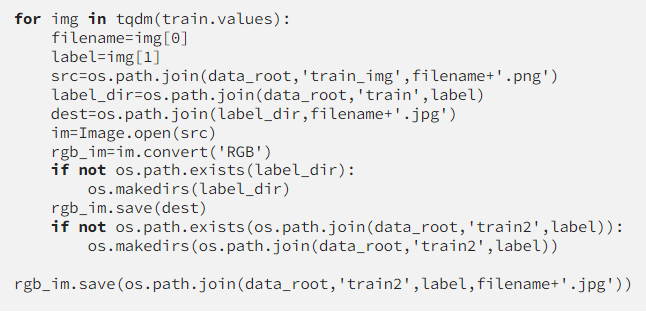 for img in tqdm(train.values):
    filename=img[0]
    label=img[1]
    src=os.path.join(data_root,'train_img',filename+'.png')
    label_dir=os.path.join(data_root,'train',label)
    dest=os.path.join(label_dir,filename+'.jpg')
    im=Image.open(src)
    rgb_im=im.convert('RGB')
    if not os.path.exists(label_dir):
        os.makedirs(label_dir)
    rgb_im.save(dest)
    if not os.path.exists(os.path.join(data_root,'train2',label)):
        os.makedirs(os.path.join(data_root,'train2',label))

rgb_im.save(os.path.join(data_root,'train2',label,filename+'.jpg'))